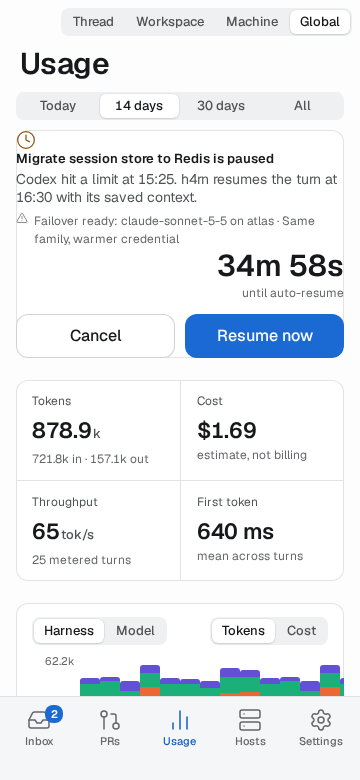 Thread Workspace Machine Global
Usage
Today 14 days 30 days All
Migrate session store to Redis is paused
Codex hit a limit at 15:25. h4rn resumes the turn at
16:30 with its saved context.
Failover ready: claude-sonnet-5-5 on atlas · Same
family, warmer credential
34m 58s
until auto-resume
Cancel Resume now
Tokens Cost
878.9k $1.69
721.8k in · 157.1k out estimate, not billing
Throughput First token
65 tok/s 640 ms
25 metered turns mean across turns
Harness Model Tokens Cost
62.2k
2
Inbox PRs Usage Hosts Settings